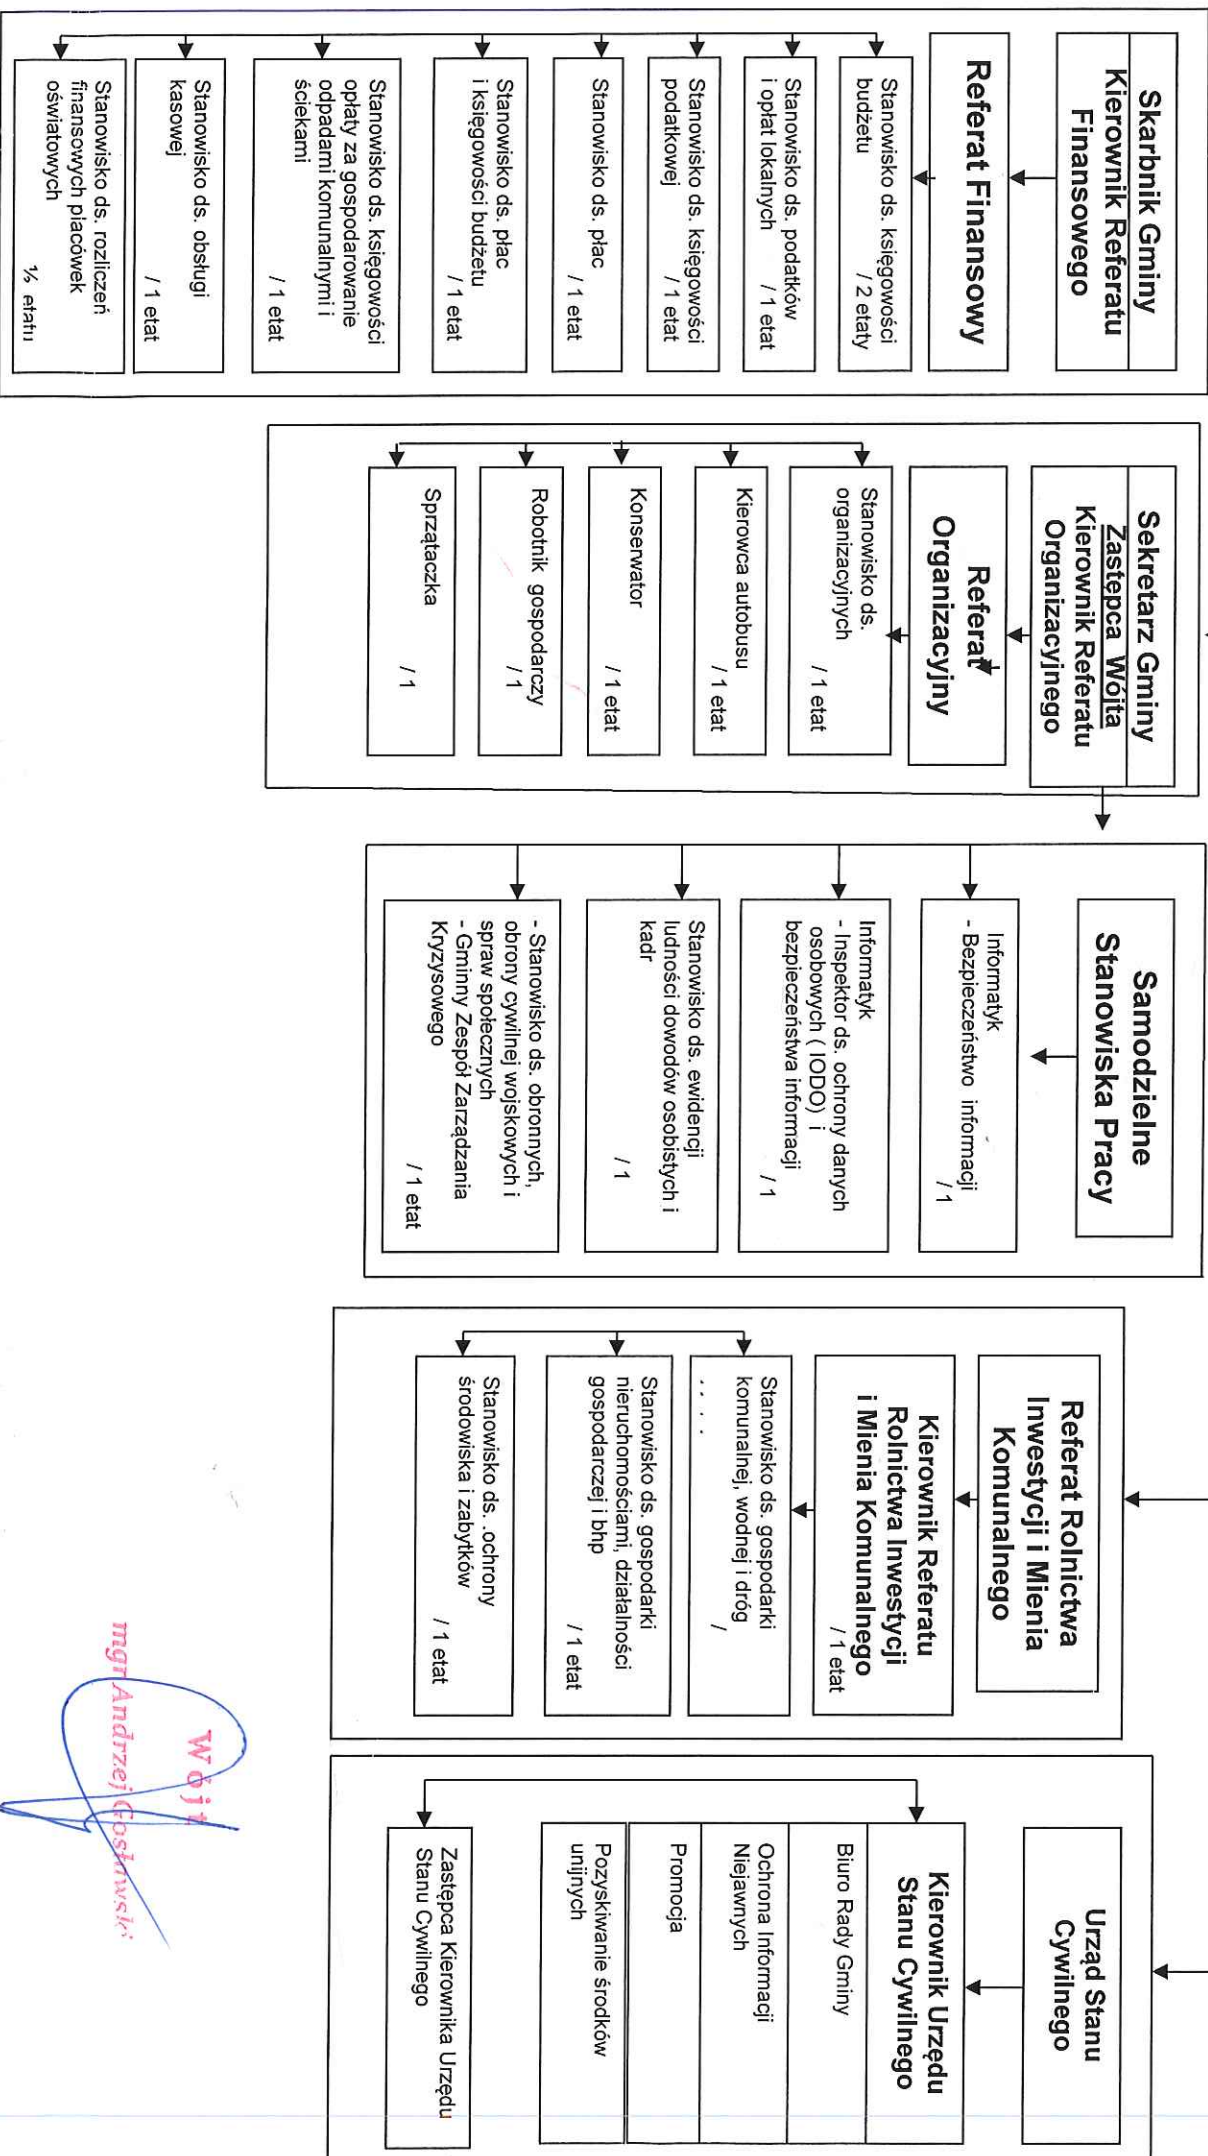 Skarbnik Gminy
Kierownik Referatu
Finansowego
Referat Finansowy
Stanowisko ds. księgowości
budżetu / 2 etaty
Stanowisko ds. podatków
i opłat lokalnych / 1 etat
Stanowisko ds. księgowości
podatkowej / 1 etat
Stanowisko ds. płac
/ 1 etat
Stanowisko ds. płac
i księgowości budżetu
/ 1 etat
Stanowisko ds. księgowości
opłaty za gospodarowanie
odpadami komunalnymi i
ściekami
/ 1 etat
Stanowisko ds. obsługi
kasowej
/ 1 etat
Stanowisko ds. rozliczeń
finansowych placówek
oświatowych
etatu
Sekretarz Gminy
Zastępca Wójta
Kierownik Referatu
Organizacyjnego
Referat
Organizacyjny
Stanowisko ds.
organizacyjnych
/ 1 etat
Kierowca autobusu
/ 1 etat
Konserwator
/ 1 etat
Robotnik gospodarczy
/ 1
Sprzątaczka
/ 1
Samodzielne
Stanowiska Pracy
Informatyk
- Bezpieczeństwo informacji
/ 1
Informatyk
- Inspektor ds. ochrony danych
osobowych ( IODO) i
bezpieczeństwa informacji
/ 1
Stanowisko ds. ewidencji
ludności dowodów osobistych i
kadr
/ 1
- Stanowisko ds. obronnych,
obrony cywilnej wojskowych i
spraw społecznych
- Gminny Zespół Zarządzania
Kryzysowego
/ 1 etat
Referat Rolnictwa
Inwestycji i Mienia
Komunalnego
Kierownik Referatu
Rolnictwa Inwestycji
i Mienia Komunalnego
/ 1 etat
Stanowisko ds. gospodarki
komunalnej, wodnej i dróg
/
Stanowisko ds. gospodarki
nieruchomościami, działalności
gospodarczej i bhp
/ 1 etat
Stanowisko ds. .ochrony
środowiska i zabytków
/ 1 etat
Urząd Stanu
Cywilnego
Kierownik Urzędu
Stanu Cywilnego
Biuro Rady Gminy
Ochrona Informacji
Niejawnych
Promocja
Pozyskiwanie środków
unijnych
Zastępca Kierownika Urzędu
Stanu Cywilnego
Wójt
mgr Andrzej Gosławski